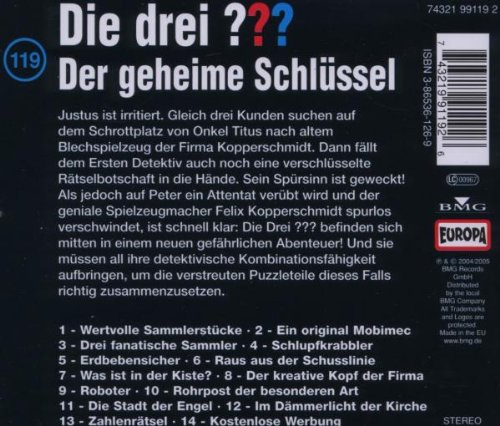 74321 99119 2
119
Die drei ???
Der geheime Schlüssel
Justus ist irritiert. Gleich drei Kunden suchen auf
dem Schrottplatz von Onkel Titus nach altem
Blechspielzeug der Firma Kopperschmidt. Dann fällt
dem Ersten Detektiv auch noch eine verschlüsselte
Rätselbotschaft in die Hände. Sein Spürsinn ist geweckt!
Als jedoch auf Peter ein Attentat verübt wird und der
geniale Spielzeugmacher Felix Kopperschmidt spurlos
verschwindet, ist schnell klar: Die Drei ??? befinden sich
mitten in einem neuen gefährlichen Abenteuer! Und sie
müssen all ihre detektivische Kombinationsfähigkeit
aufbringen, um die verstreuten Puzzleteile dieses Falls
richtig zusammenzusetzen.
1 - Wertvolle Sammlerstücke · 2 - Ein original Mobimec
3 - Drei fanatische Sammler · 4 - Schlupfkrabbler
5 - Erdbebensicher · 6 - Raus aus der Schusslinie
7 - Was ist in der Kiste? · 8 - Der kreative Kopf der Firma
9 - Roboter · 10 - Rohrpost der besonderen Art
11 - Die Stadt der Engel · 12 - Im Dämmerlicht der Kirche
13 - Zahlenrätsel · 14 - Kostenlose Werbung
ISBN 3-86536-126-9
7 43219 91192 6
LC 00967
BMG
EUROPA
℗ & © 2004/2005
BMG Records
GmbH
Distributed
by the local
BMG Company
All Trademarks
and Logos are
protected
Made in the EU
www.bmg.de
STEREO